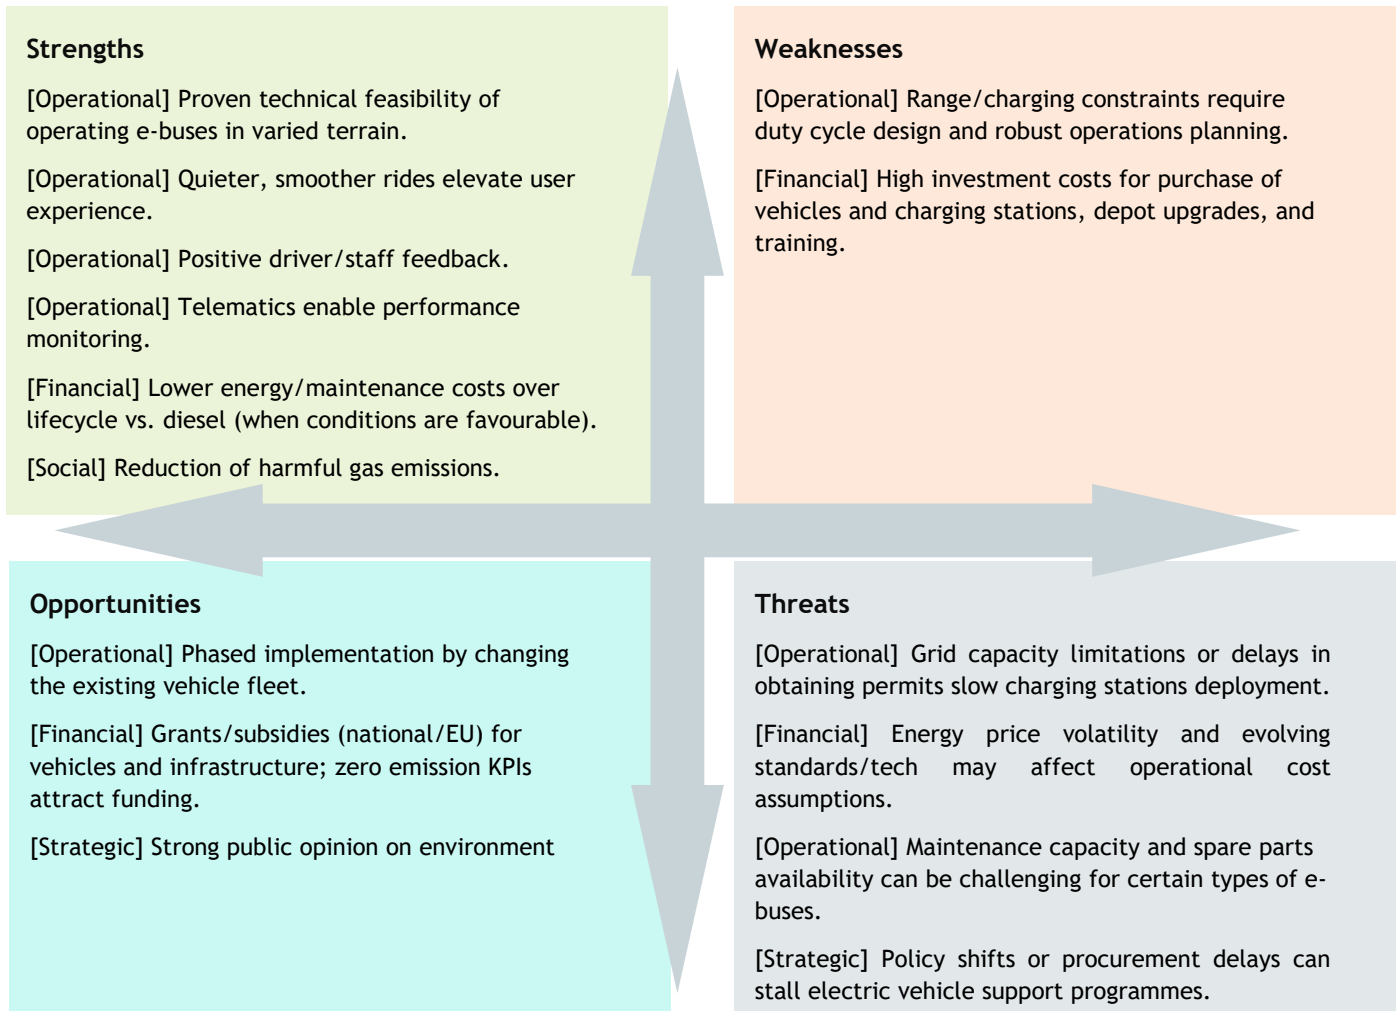 Strengths
[Operational] Proven technical feasibility of
operating e-buses in varied terrain.
[Operational] Quieter, smoother rides elevate user
experience.
[Operational] Positive driver/staff feedback.
[Operational] Telematics enable performance
monitoring.
[Financial] Lower energy/maintenance costs over
lifecycle vs. diesel (when conditions are favourable).
[Social] Reduction of harmful gas emissions.
Weaknesses
[Operational] Range/charging constraints require
duty cycle design and robust operations planning.
[Financial] High investment costs for purchase of
vehicles and charging stations, depot upgrades, and
training.
Opportunities
[Operational] Phased implementation by changing
the existing vehicle fleet.
[Financial] Grants/subsidies (national/EU) for
vehicles and infrastructure; zero emission KPIs
attract funding.
[Strategic] Strong public opinion on environment
Threats
[Operational] Grid capacity limitations or delays in
obtaining permits slow charging stations deployment.
[Financial] Energy price volatility and evolving
standards/tech may affect operational cost
assumptions.
[Operational] Maintenance capacity and spare parts
availability can be challenging for certain types of e-
buses.
[Strategic] Policy shifts or procurement delays can
stall electric vehicle support programmes.